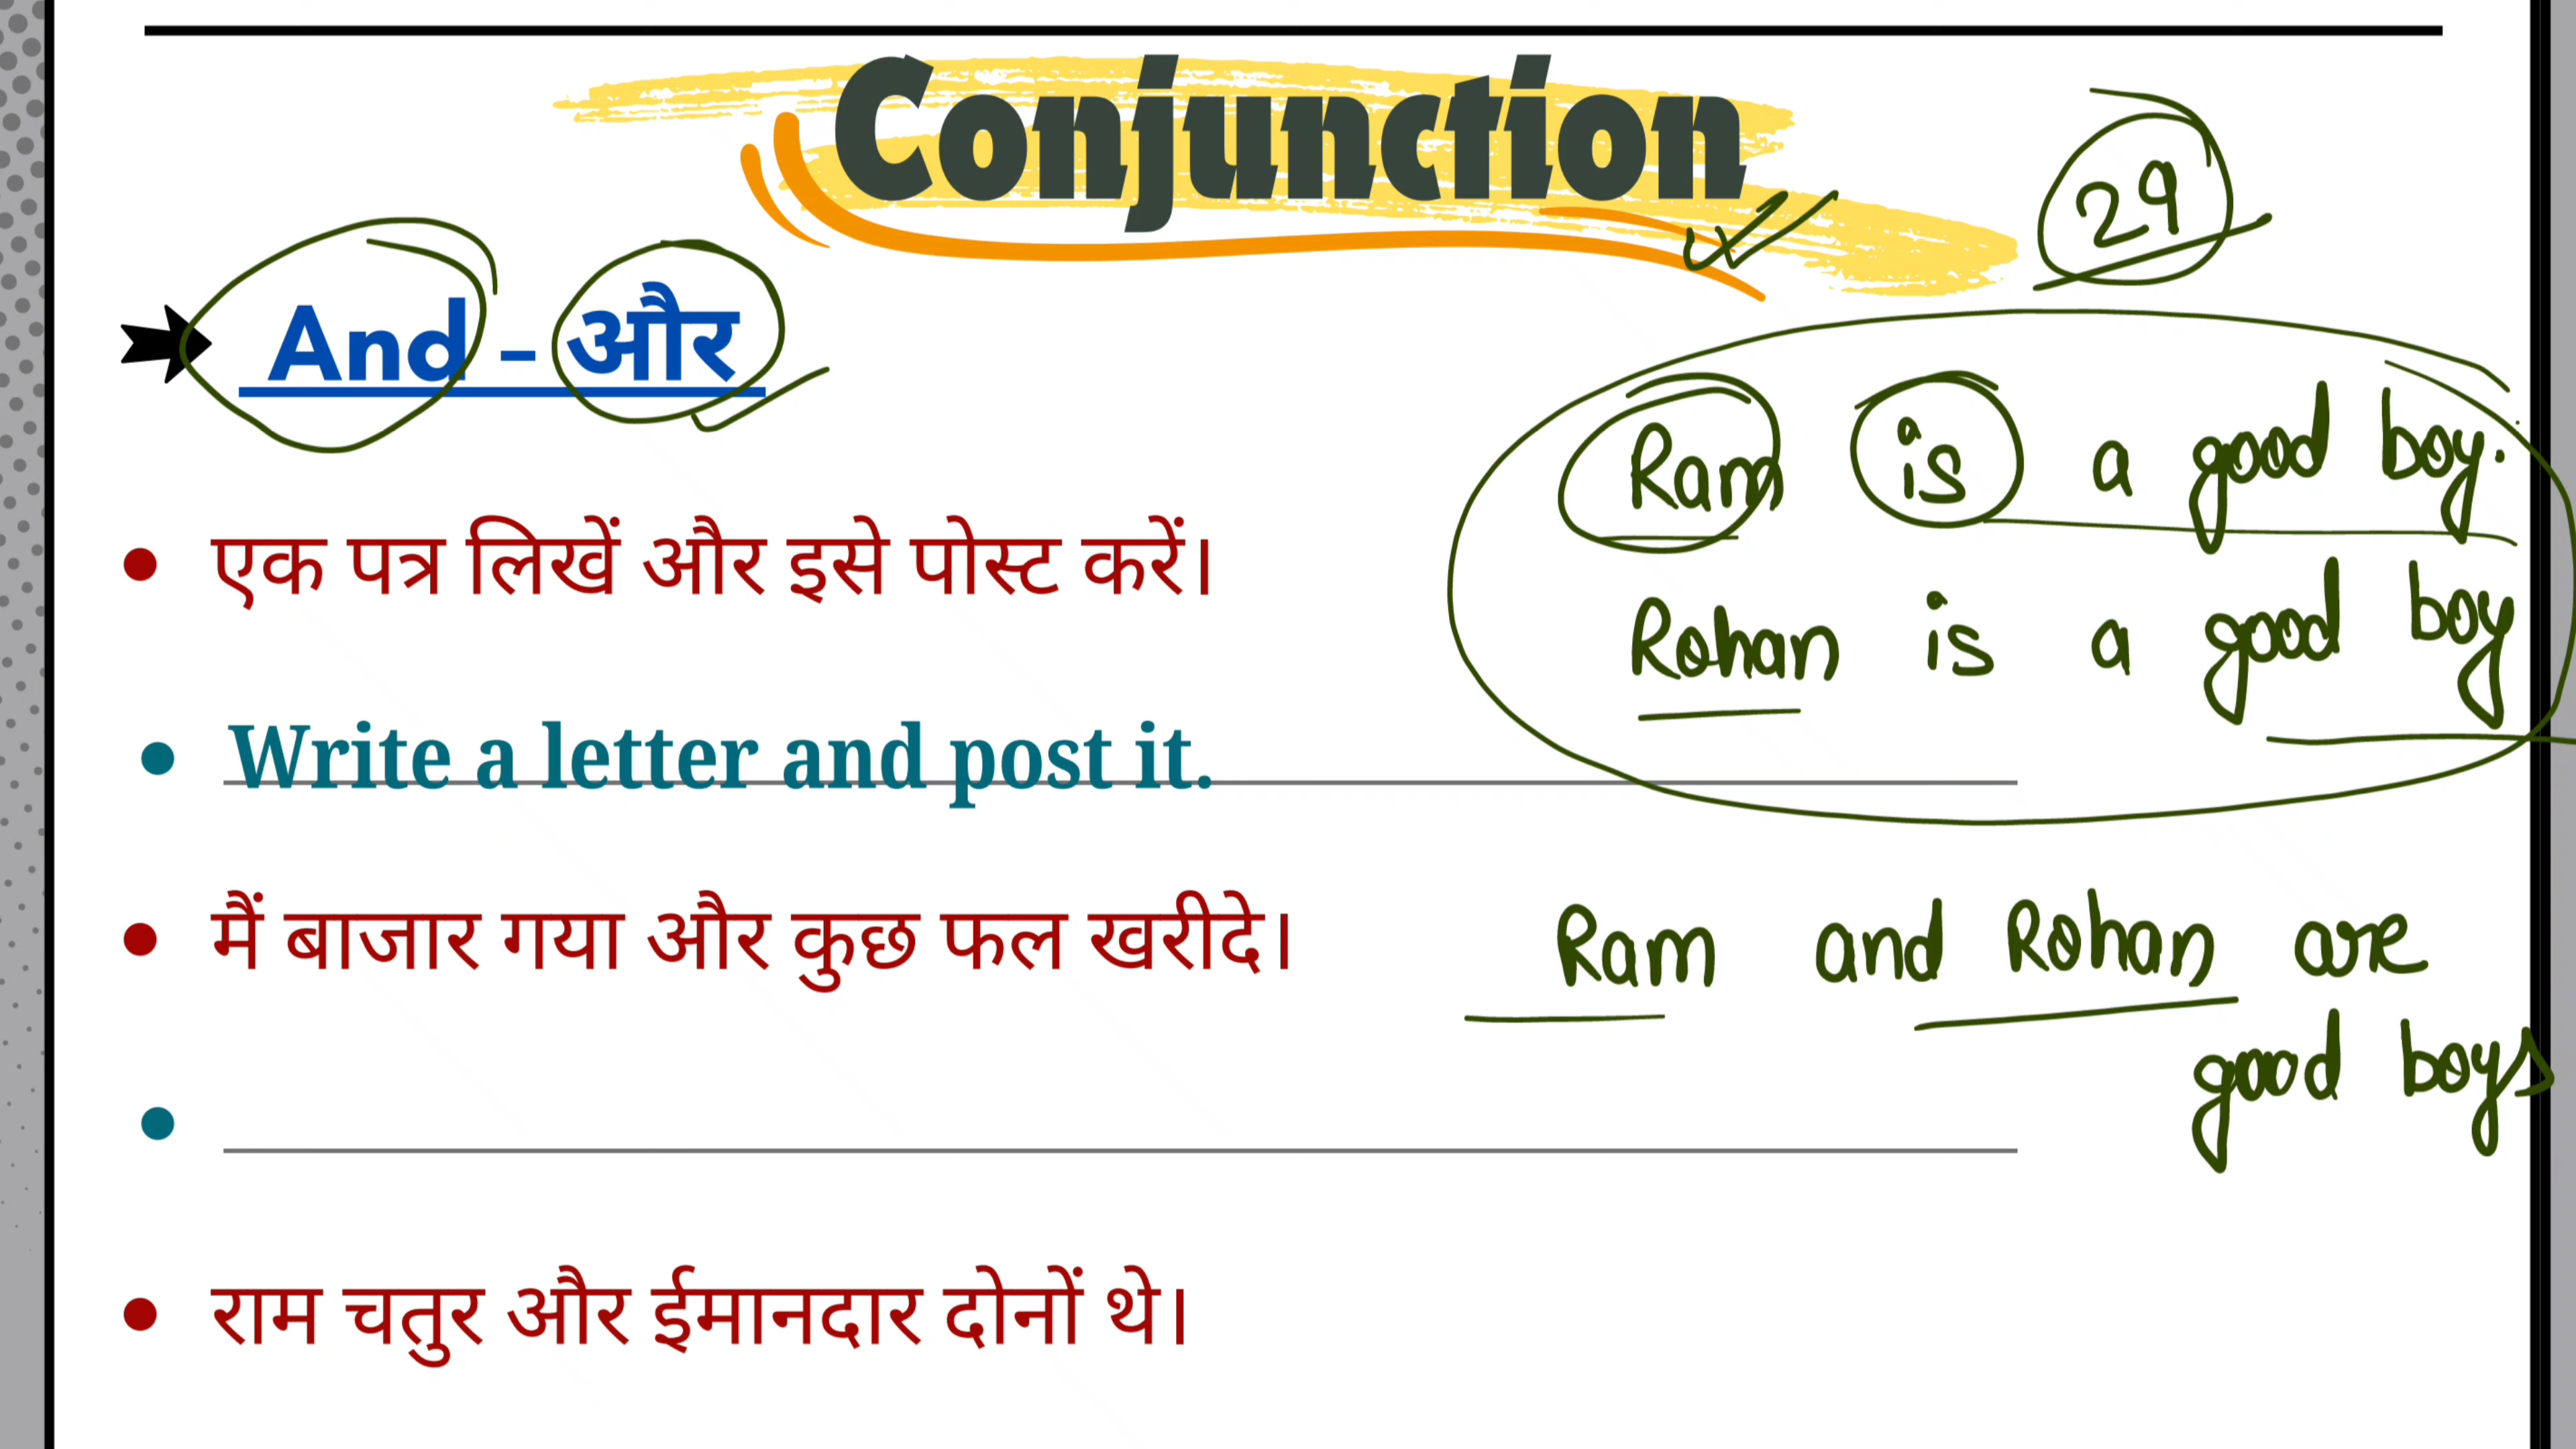 Conjunction
29
And – और
Ram is a good boy.
एक पत्र लिखें और इसे पोस्ट करें।
Rohan is a good boy
Write a letter and post it.
मैं बाजार गया और कुछ फल खरीदे।
Ram and Rohan are
good boys
राम चतुर और ईमानदार दोनों थे।